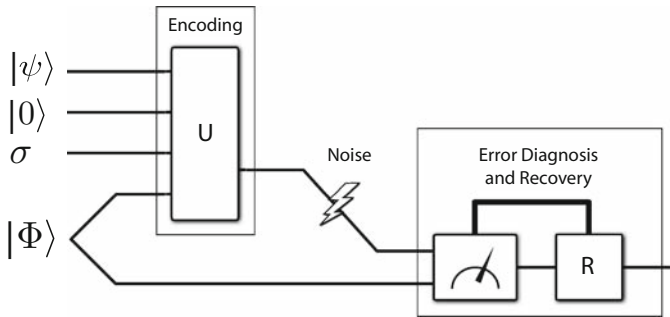 Encoding
|ψ⟩
|0⟩
σ
|Φ⟩
U
Noise
Error Diagnosis
and Recovery
R